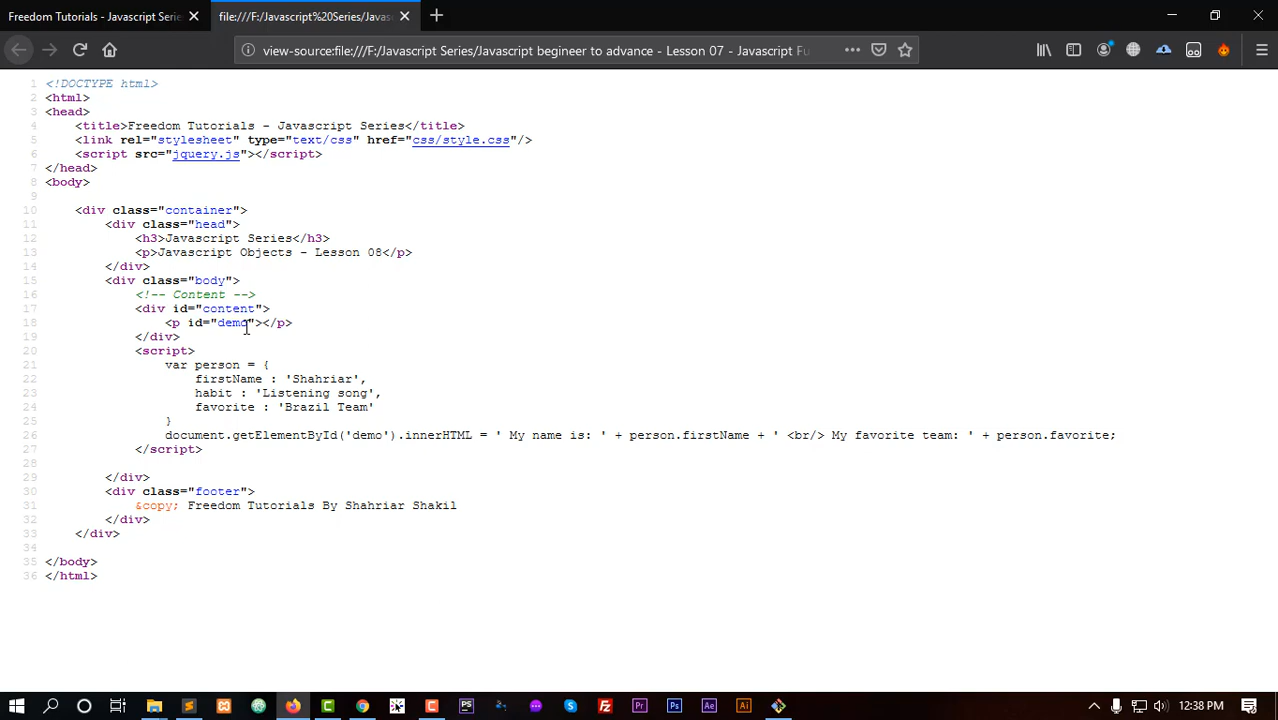 Freedom Tutorials - Javascript Serie
file:///F:/Javascript%20Series/Javas
view-source:file:///F:/Javascript Series/Javascript begineer to advance - Lesson 07 - Javascript Fu
1 <!DOCTYPE html>
2 <html>
3 <head>
4 <title>Freedom Tutorials - Javascript Series</title>
5 <link rel="stylesheet" type="text/css" href="css/style.css"/>
6 <script src="jquery.js"></script>
7 </head>
8 <body>
9
10 <div class="container">
11 <div class="head">
12 <h3>Javascript Series</h3>
13 <p>Javascript Objects - Lesson 08</p>
14 </div>
15 <div class="body">
16 <!-- Content -->
17 <div id="content">
18 <p id="demo"></p>
19 </div>
20 <script>
21 var person = {
22 firstName : 'Shahriar',
23 habit : 'Listening song',
24 favorite : 'Brazil Team'
25 }
26 document.getElementById('demo').innerHTML = ' My name is: ' + person.firstName + ' <br/> My favorite team: ' + person.favorite;
27 </script>
28
29 </div>
30 <div class="footer">
31 &copy; Freedom Tutorials By Shahriar Shakil
32 </div>
33 </div>
34
35 </body>
36 </html>
12:38 PM